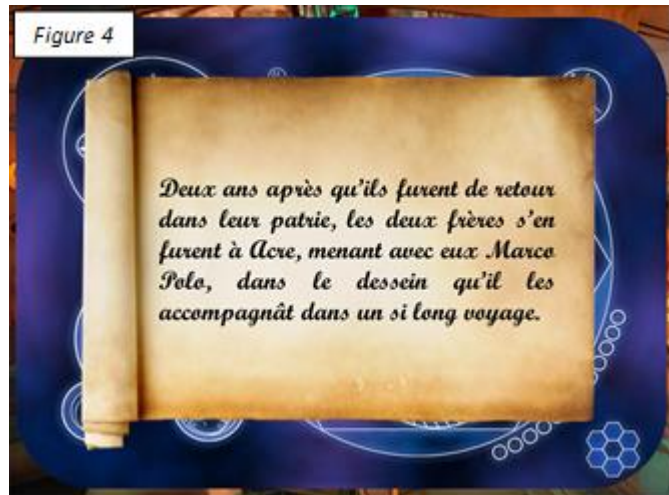 Figure 4
Deux ans après qu'ils furent de retour
dans leur patrie, les deux frères s'en
furent à Acre, menant avec eux Marco
Polo, dans le dessein qu'il les
accompagnât dans un si long voyage.